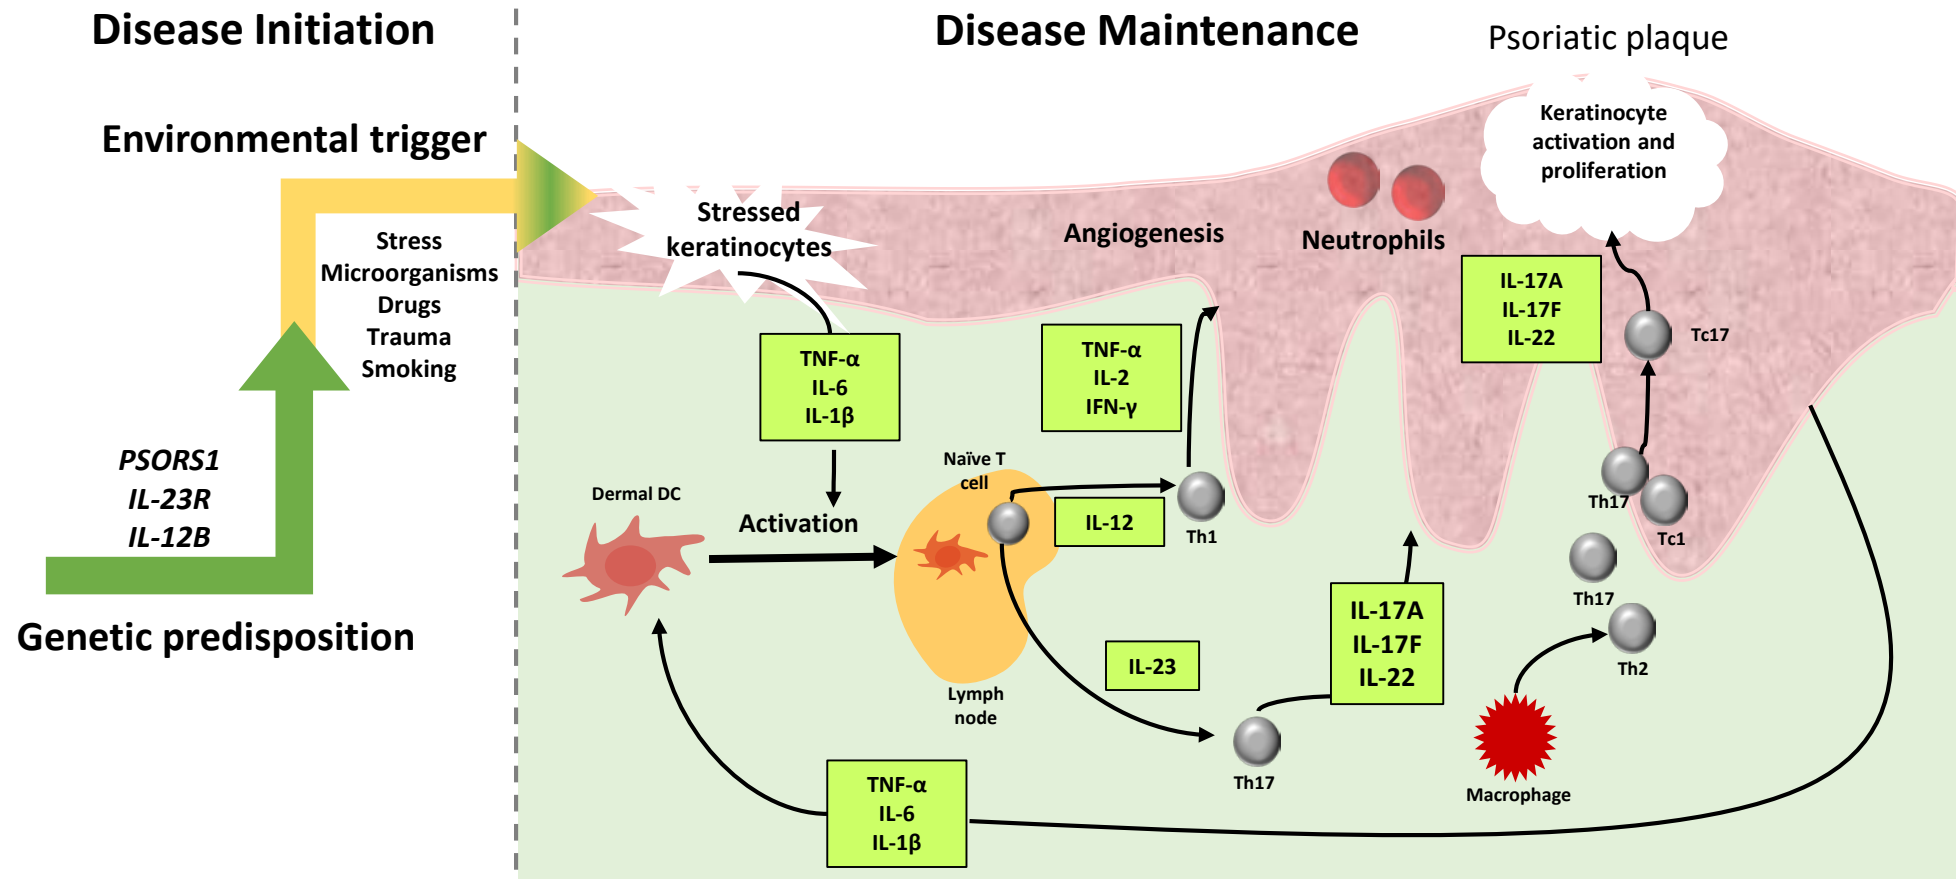 Disease Initiation
Environmental trigger
Stress
Microorganisms
Drugs
Trauma
Smoking
PSORS1
IL-23R
IL-12B
Genetic predisposition
Disease Maintenance
Psoriatic plaque
Stressed
keratinocytes
TNF-α
IL-6
IL-1β
Dermal DC
Activation
Naïve T
cell
Lymph
node
IL-12
Th1
TNF-α
IL-2
IFN-γ
Angiogenesis
Neutrophils
Keratinocyte
activation and
proliferation
IL-17A
IL-17F
IL-22
Tc17
Th17
Tc1
Th17
Th2
Macrophage
IL-23
Th17
IL-17A
IL-17F
IL-22
TNF-α
IL-6
IL-1β